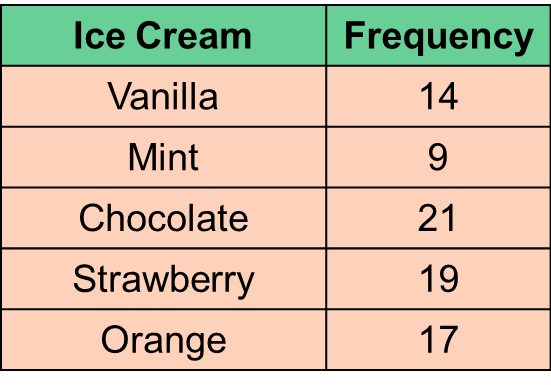 Ice Cream Frequency
Vanilla 14
Mint 9
Chocolate 21
Strawberry 19
Orange 17